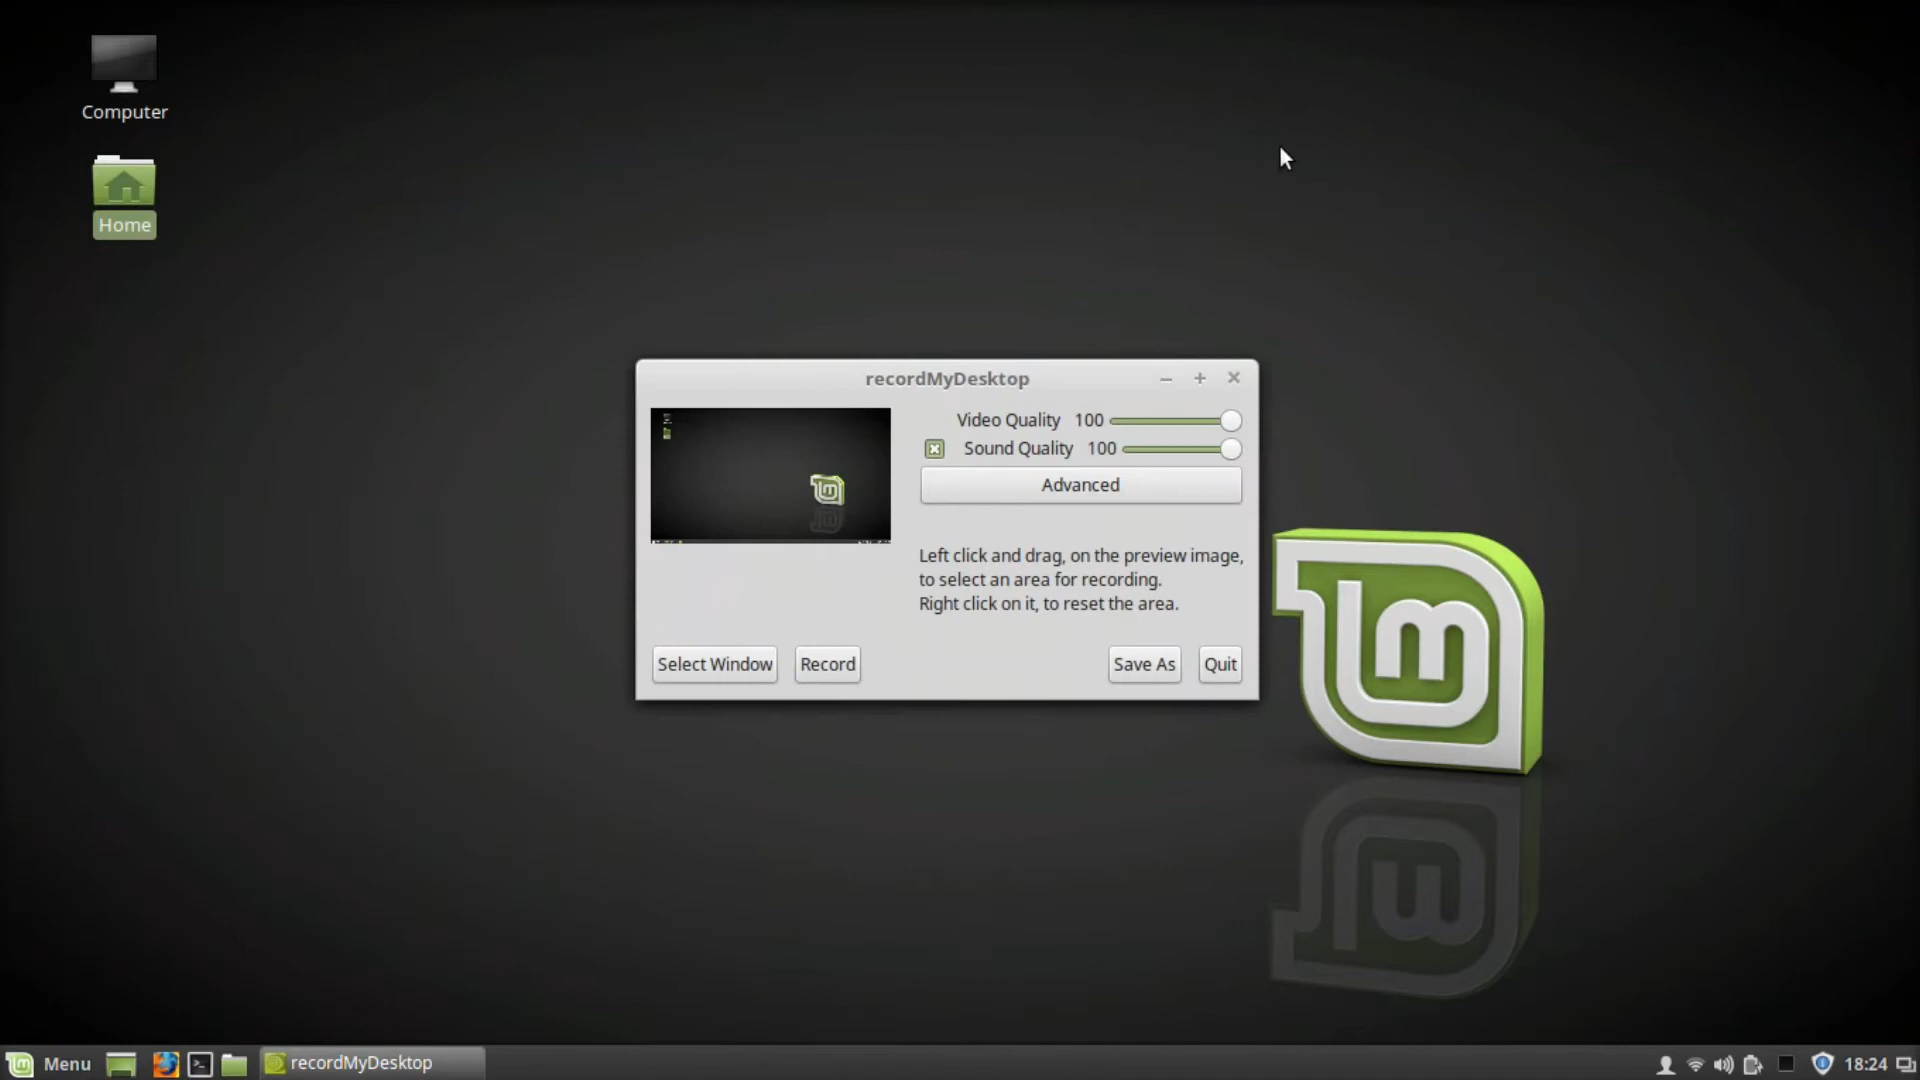 Computer
Home
recordMyDesktop
Video Quality 100
Sound Quality 100
Advanced
Left click and drag, on the preview image,
to select an area for recording.
Right click on it, to reset the area.
Select Window
Record
Save As
Quit
Menu
recordMyDesktop
18:24